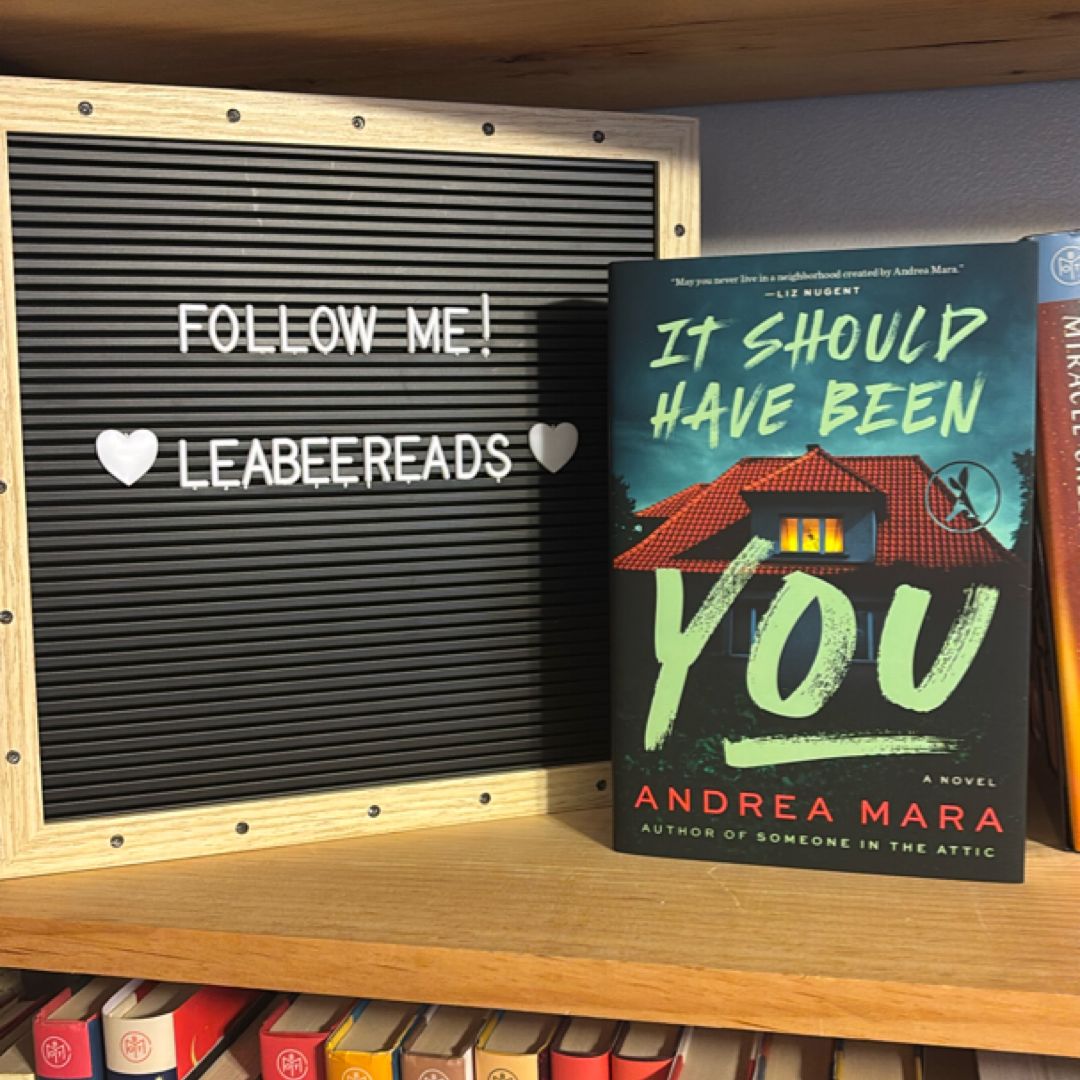 FOLLOW ME!
LEABEEREADS
"May you never live in a neighborhood created by Andrea Mara."
—LIZ NUGENT
IT SHOULD
HAVE BEEN
YOU
A NOVEL
ANDREA MARA
AUTHOR OF SOMEONE IN THE ATTIC
MIRACLE